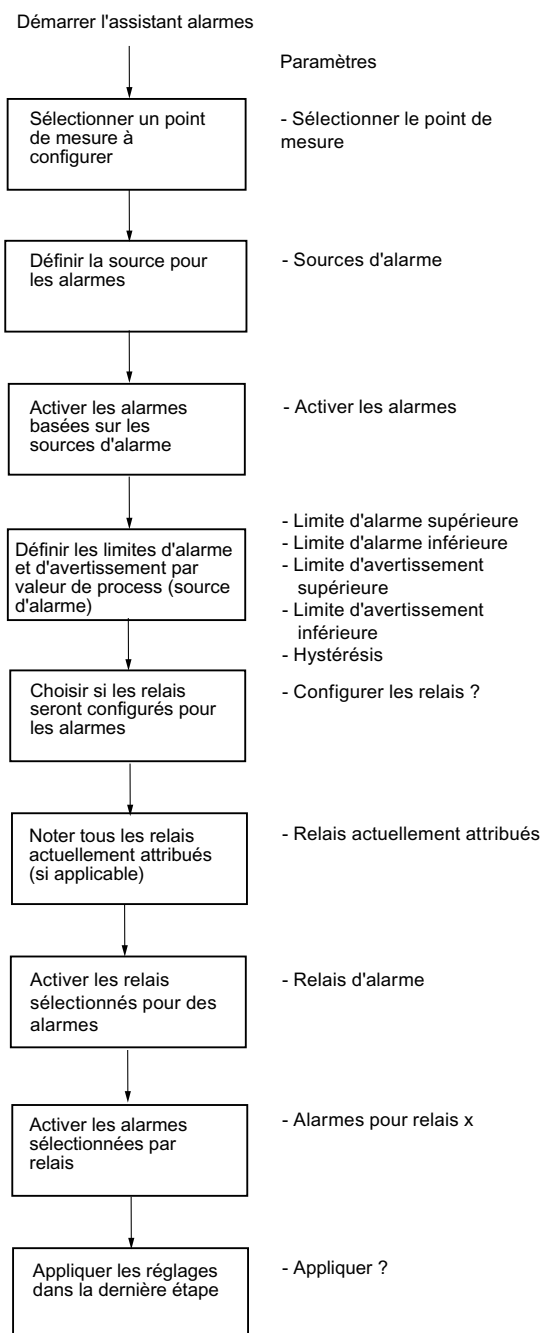 Démarrer l'assistant alarmes
Paramètres
Sélectionner un point
de mesure à
configurer
- Sélectionner le point de
mesure
Définir la source pour
les alarmes
- Sources d'alarme
Activer les alarmes
basées sur les
sources d'alarme
- Activer les alarmes
Définir les limites d'alarme
et d'avertissement par
valeur de process (source
d'alarme)
- Limite d'alarme supérieure
- Limite d'alarme inférieure
- Limite d'avertissement
supérieure
- Limite d'avertissement
inférieure
- Hystérésis
Choisir si les relais
seront configurés pour
les alarmes
- Configurer les relais ?
Noter tous les relais
actuellement attribués
(si applicable)
- Relais actuellement attribués
Activer les relais
sélectionnés pour des
alarmes
- Relais d'alarme
Activer les alarmes
sélectionnées par
relais
- Alarmes pour relais x
Appliquer les réglages
dans la dernière étape
- Appliquer ?